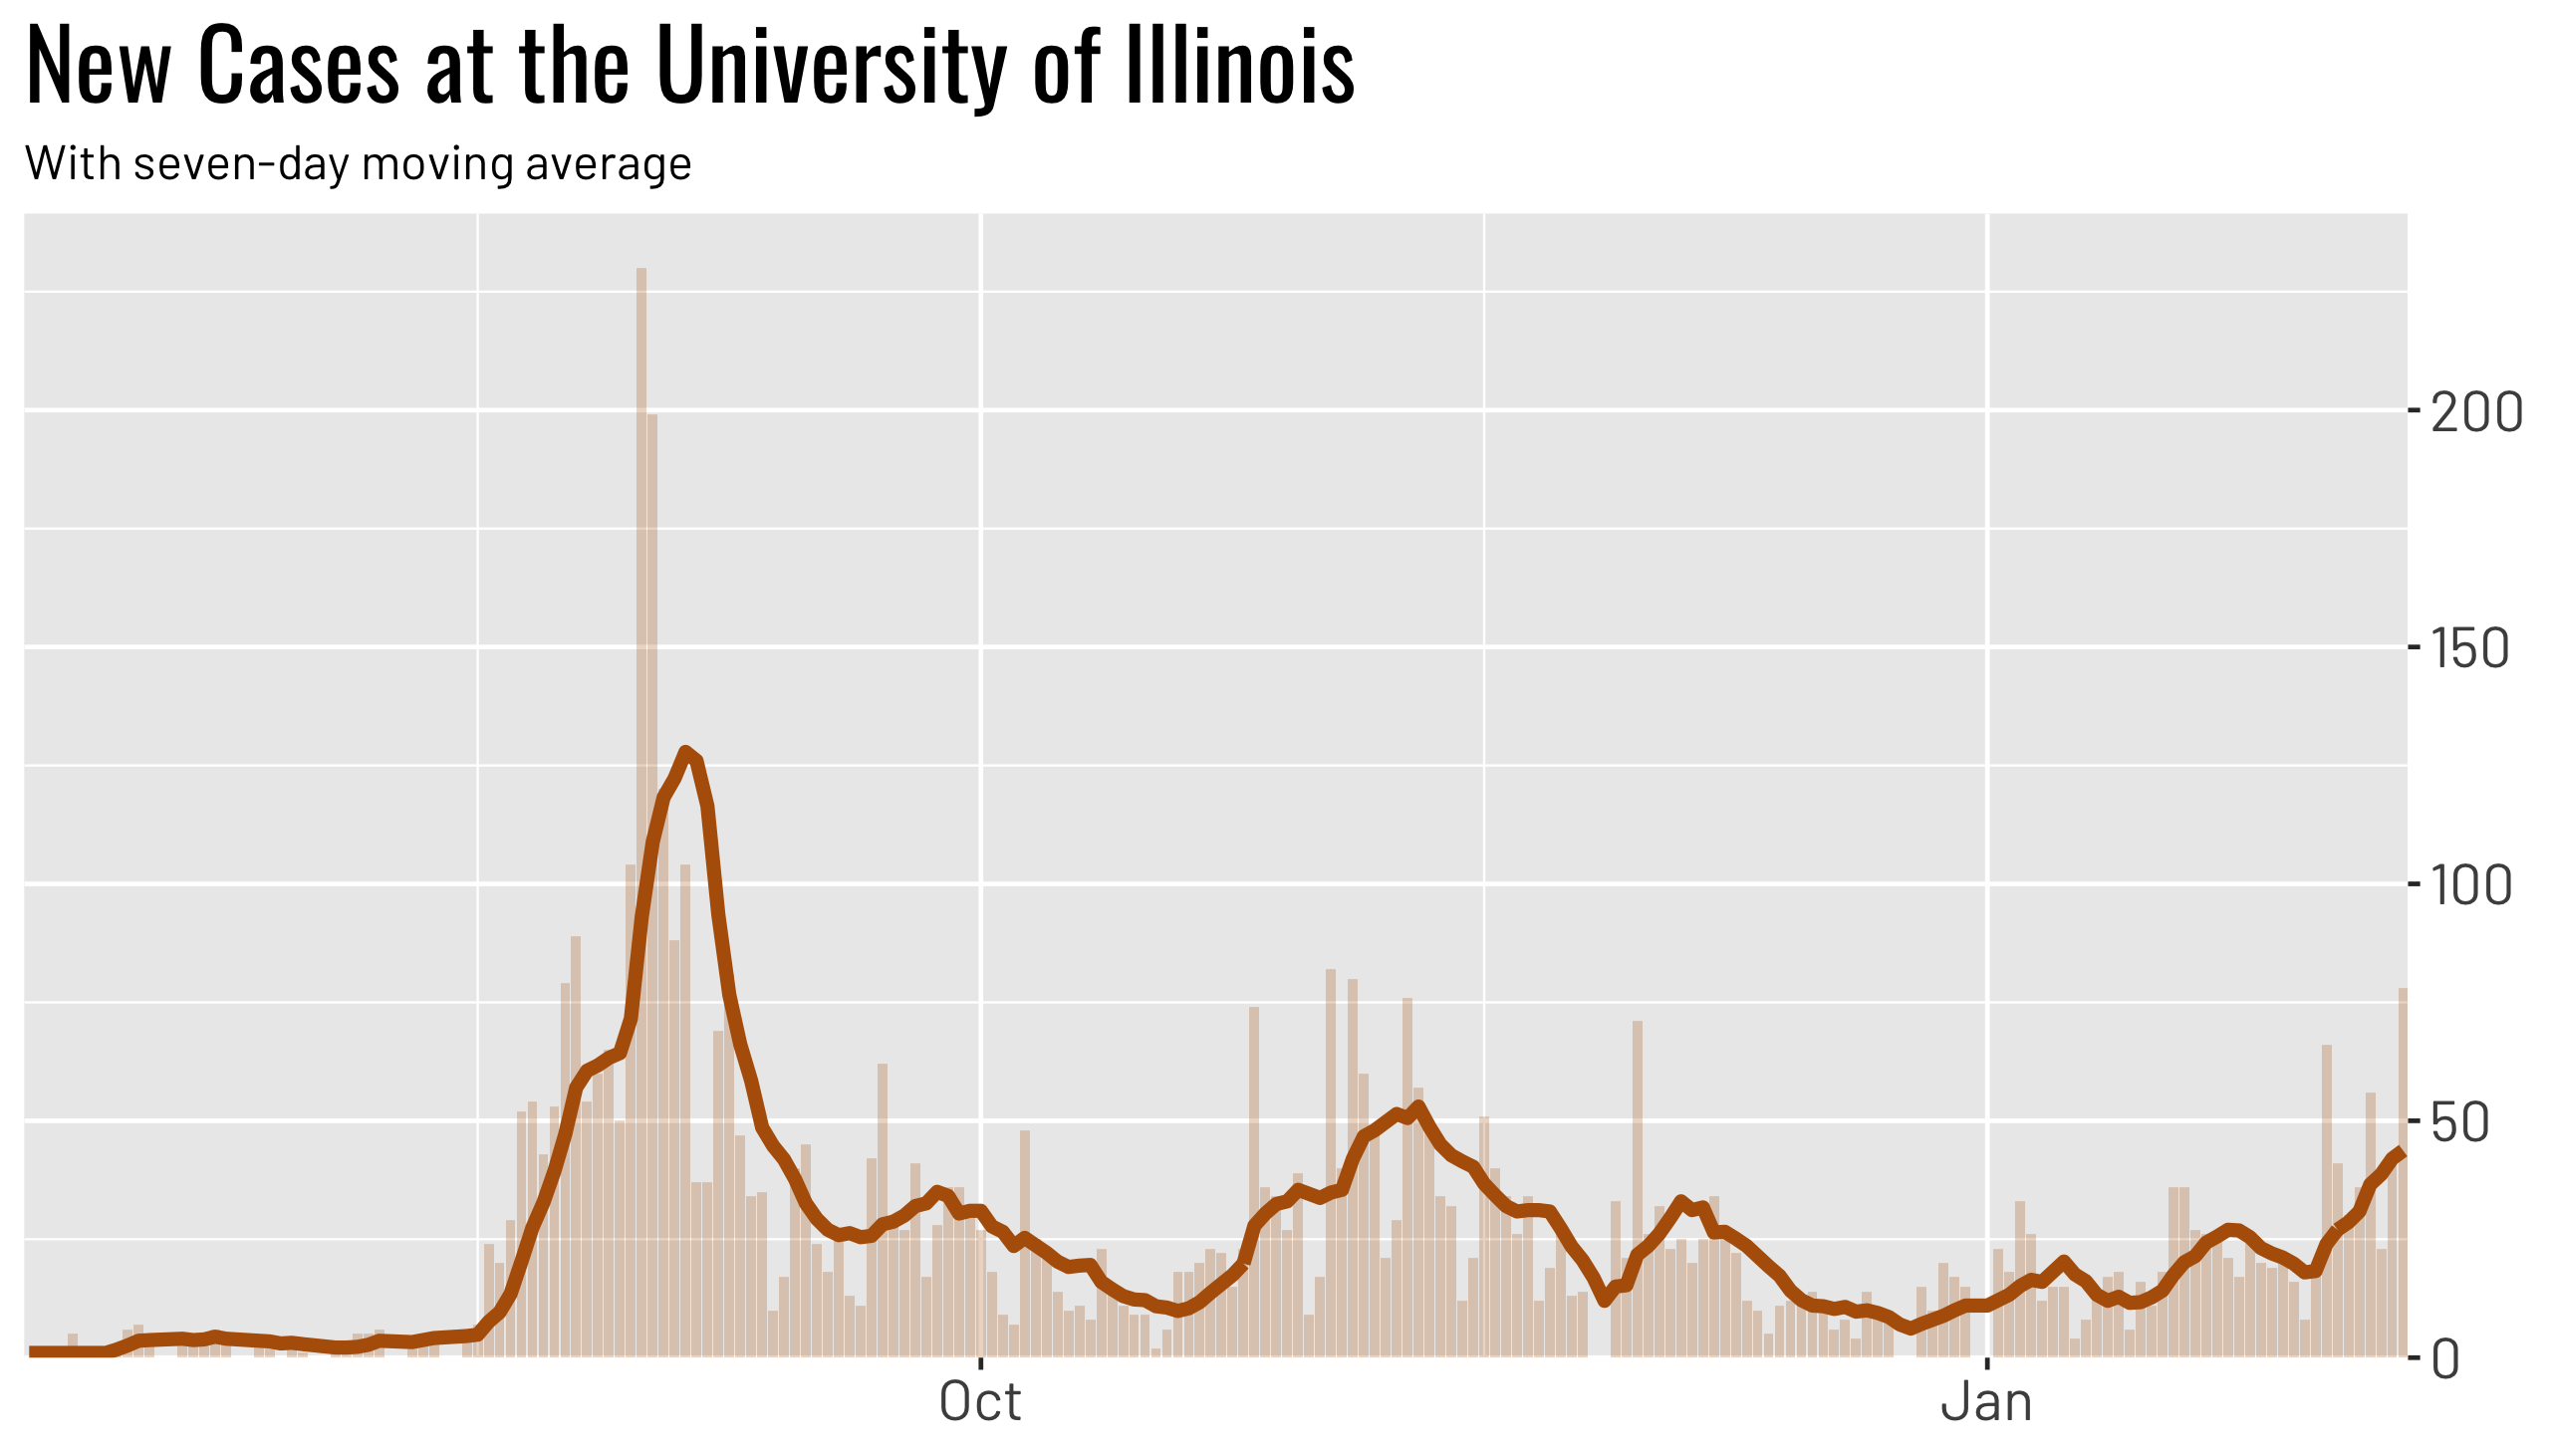 New Cases at the University of Illinois
With seven-day moving average
200
150
100
50
0
Oct
Jan